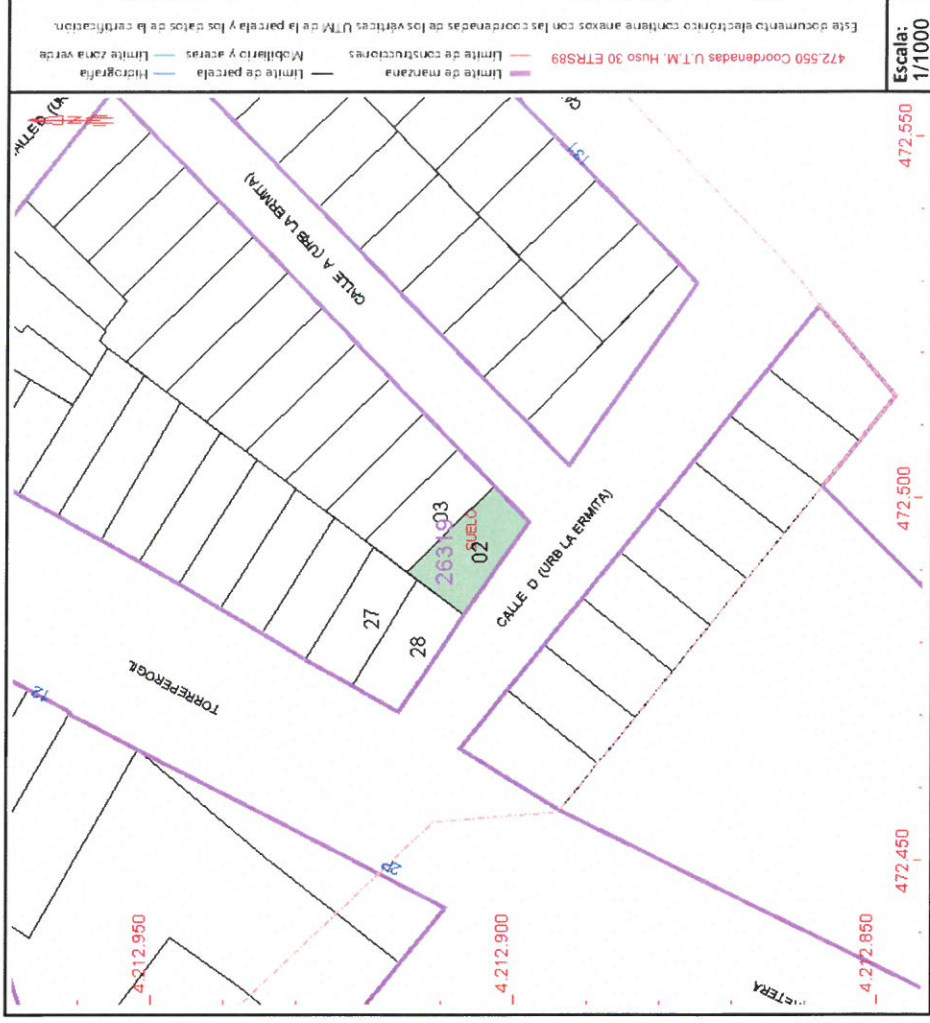 Este documento electrónico contiene anexos con las coordenadas de los vértices UTM de la parcela y los datos de la certificación.
472.550 Coordenadas U.T.M. Huso 30 ETRS89
Límite de manzana
Límite de construcciones
Límite de parcela
Mobiliario y aceras
Hidrografía
Límite zona verde
Escala:
1/1000
CALLE A (URB LA ERMITA)
131
TORREPEROGIL
12
29
27
28
26319
03
SUELO
02
CALLE D (URB LA ERMITA)
4.212.950
4.212.900
4.212.850
472.450
472.500
472.550